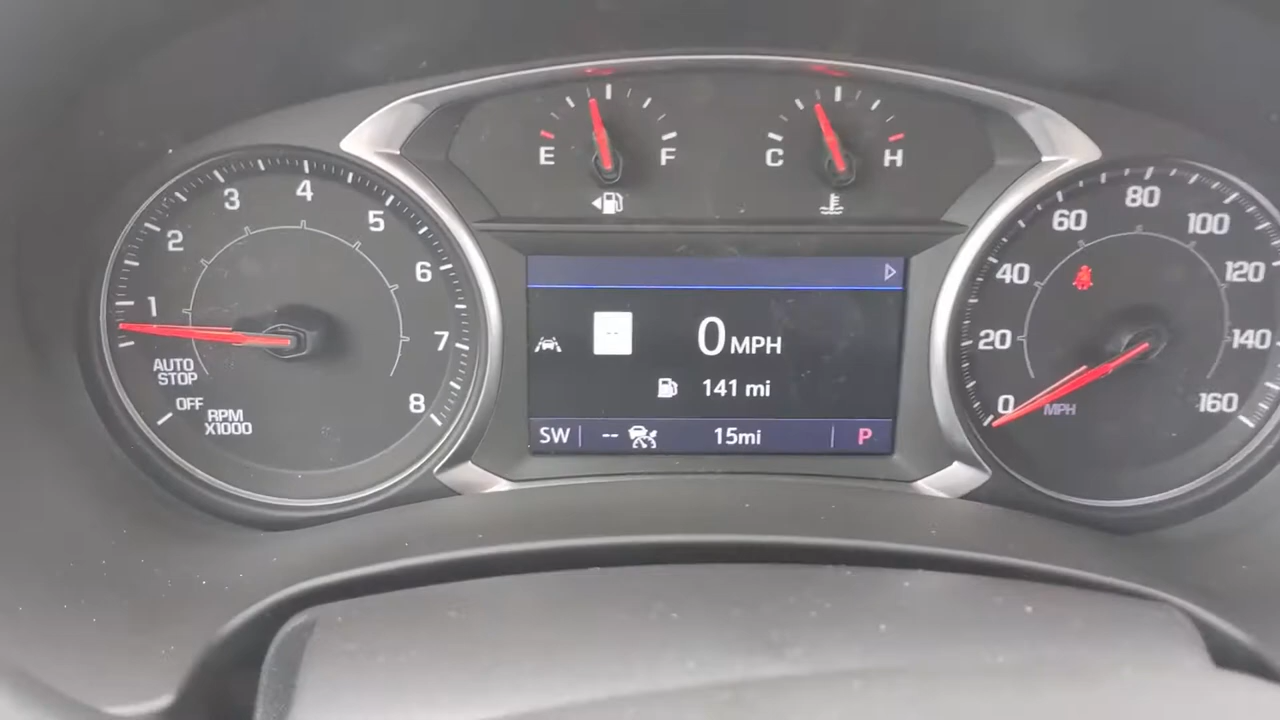 E F
C H
1 2 3 4 5 6 7 8
AUTO
STOP
OFF
RPM
X1000
--
0 MPH
141 mi
SW -- 15mi P
0 20 40 60 80 100 120 140 160
MPH